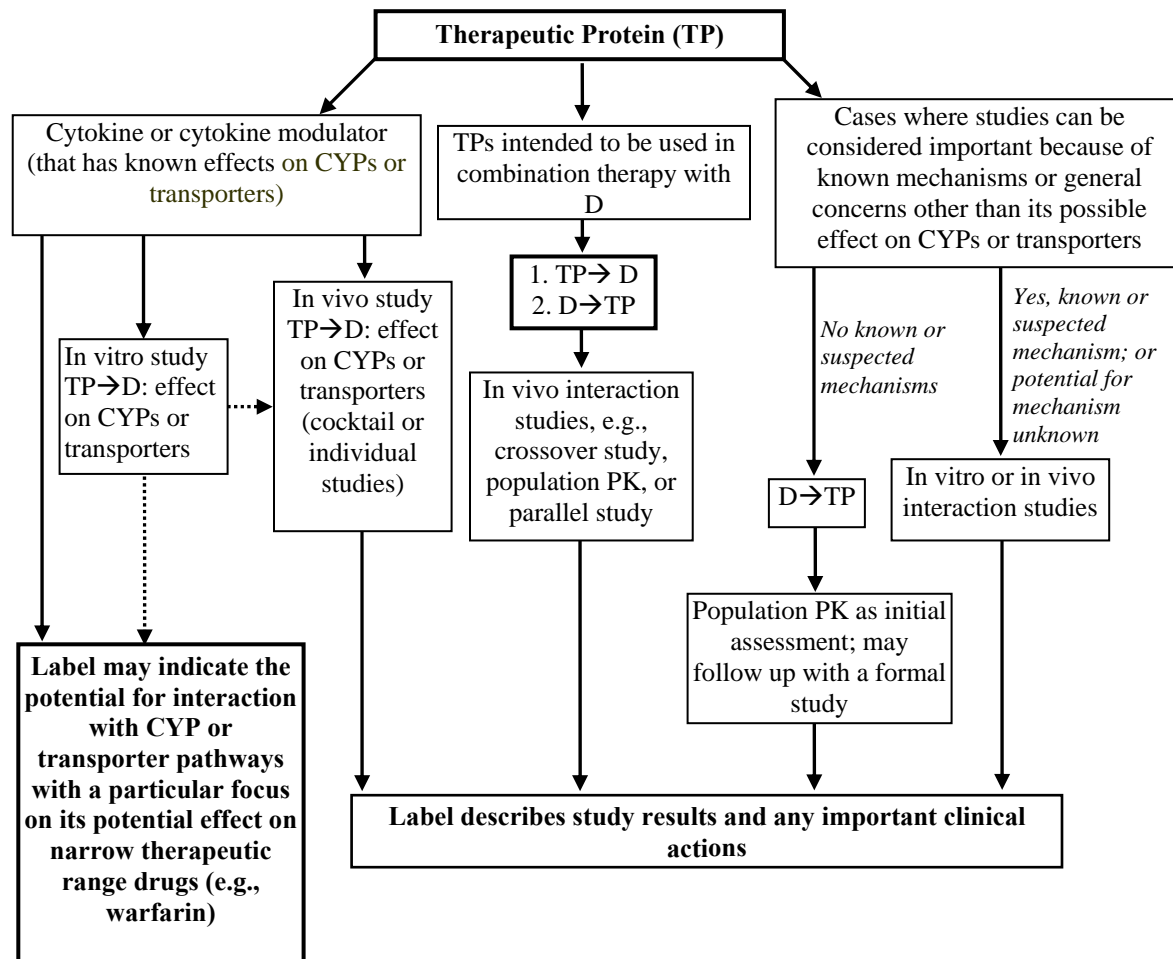 Therapeutic Protein (TP)
Cytokine or cytokine modulator
(that has known effects on CYPs or
transporters)
TPs intended to be used in
combination therapy with
D
Cases where studies can be
considered important because of
known mechanisms or general
concerns other than its possible
effect on CYPs or transporters
1. TP→ D
2. D→TP
In vivo study
TP→D: effect
on CYPs or
transporters
(cocktail or
individual
studies)
In vitro study
TP→D: effect
on CYPs or
transporters
No known or
suspected
mechanisms
Yes, known or
suspected
mechanism; or
potential for
mechanism
unknown
In vivo interaction
studies, e.g.,
crossover study,
population PK, or
parallel study
D→TP
In vitro or in vivo
interaction studies
Population PK as initial
assessment; may
follow up with a formal
study
Label may indicate the
potential for interaction
with CYP or
transporter pathways
with a particular focus
on its potential effect on
narrow therapeutic
range drugs (e.g.,
warfarin)
Label describes study results and any important clinical
actions